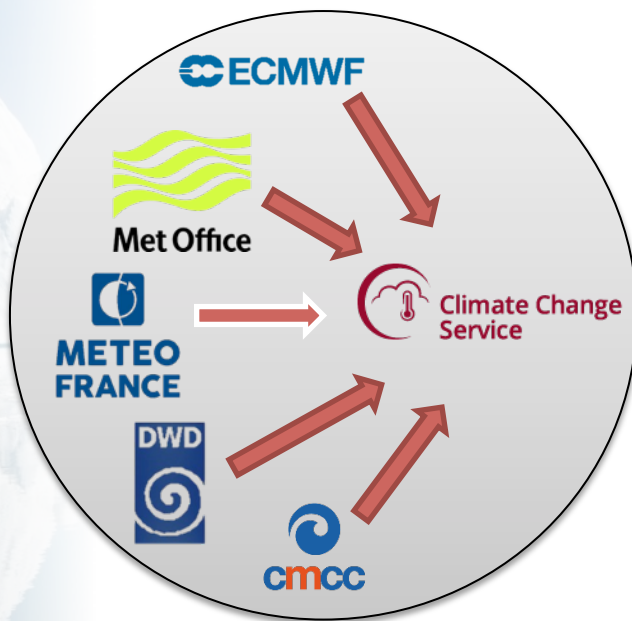 ECMWF
Met Office
METEO
FRANCE
Climate Change
Service
DWD
cmcc